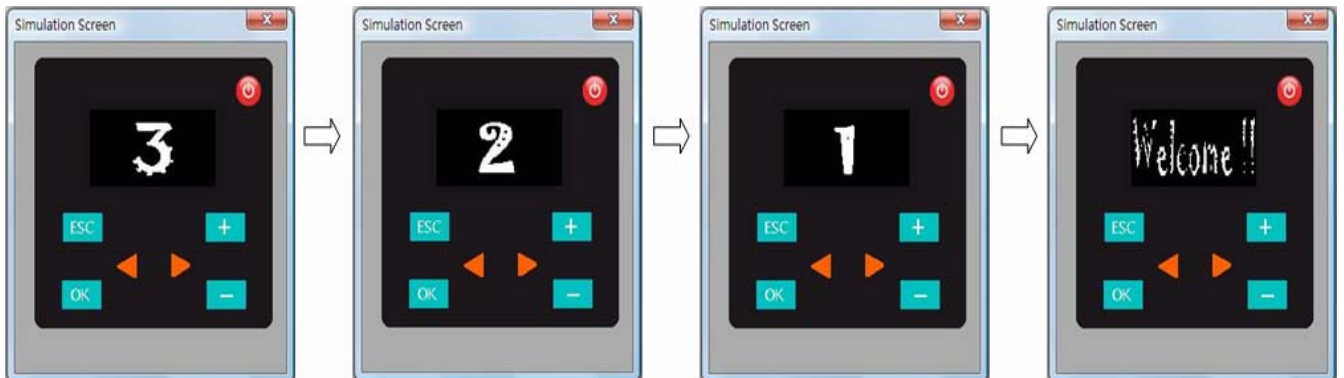 Simulation Screen
X
3
ESC
+
OK
−
Simulation Screen
X
2
ESC
+
OK
−
Simulation Screen
X
1
ESC
+
OK
−
Simulation Screen
X
Welcome !!
ESC
+
OK
−